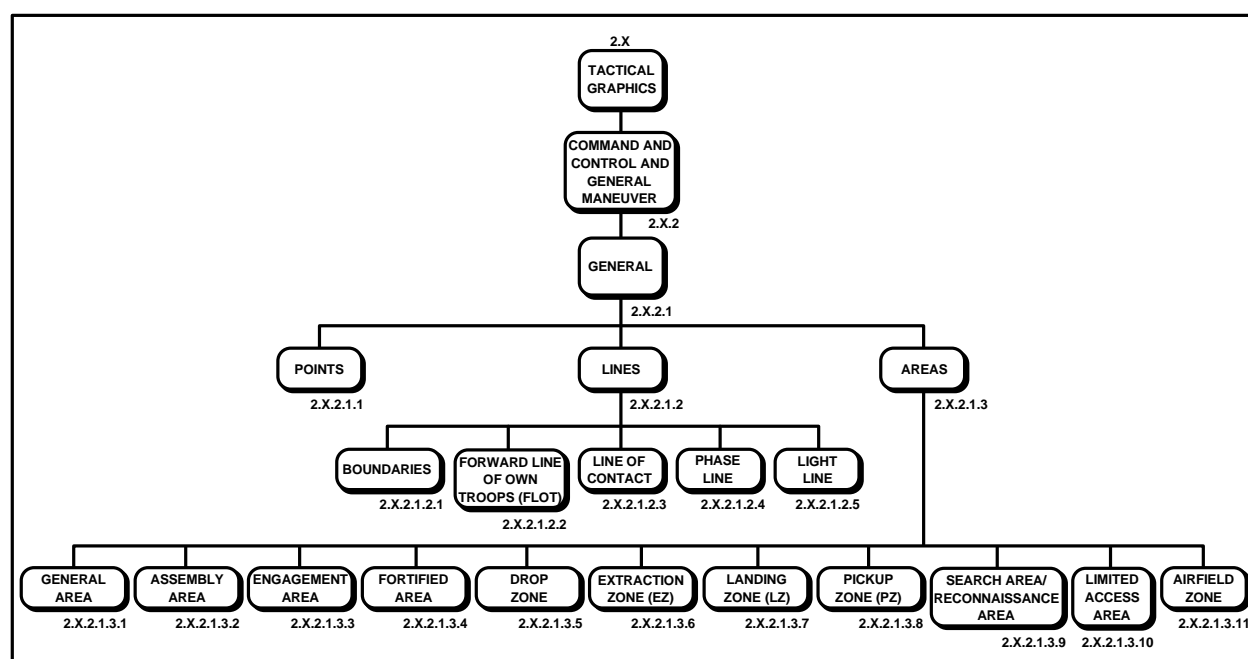 2.X
TACTICAL
GRAPHICS
COMMAND AND
CONTROL AND
GENERAL
MANEUVER
2.X.2
GENERAL
2.X.2.1
POINTS
2.X.2.1.1
LINES
2.X.2.1.2
AREAS
2.X.2.1.3
BOUNDARIES
2.X.2.1.2.1
FORWARD LINE
OF OWN
TROOPS (FLOT)
2.X.2.1.2.2
LINE OF
CONTACT
2.X.2.1.2.3
PHASE
LINE
2.X.2.1.2.4
LIGHT
LINE
2.X.2.1.2.5
GENERAL
AREA
2.X.2.1.3.1
ASSEMBLY
AREA
2.X.2.1.3.2
ENGAGEMENT
AREA
2.X.2.1.3.3
FORTIFIED
AREA
2.X.2.1.3.4
DROP
ZONE
2.X.2.1.3.5
EXTRACTION
ZONE (EZ)
2.X.2.1.3.6
LANDING
ZONE (LZ)
2.X.2.1.3.7
PICKUP
ZONE (PZ)
2.X.2.1.3.8
SEARCH AREA/
RECONNAISSANCE
AREA
2.X.2.1.3.9
LIMITED
ACCESS
AREA
2.X.2.1.3.10
AIRFIELD
ZONE
2.X.2.1.3.11